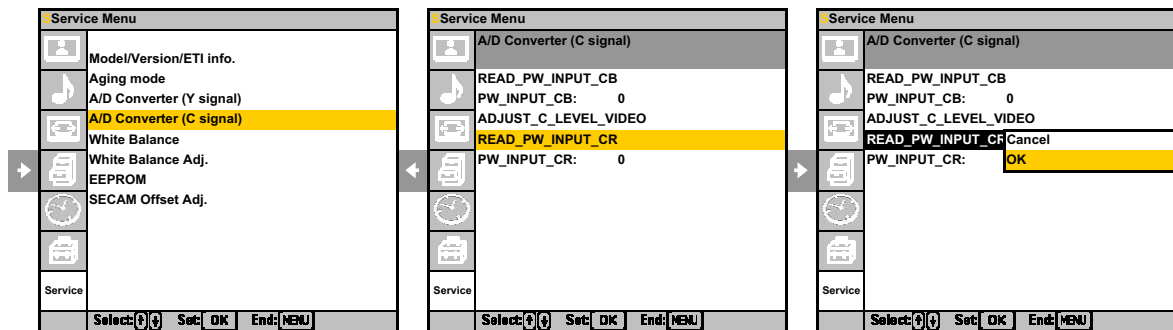 Service Menu
Model/Version/ETI info.
Aging mode
A/D Converter (Y signal)
A/D Converter (C signal)
White Balance
White Balance Adj.
EEPROM
SECAM Offset Adj.
Service
Select: Set: OK End: MENU
Service Menu
A/D Converter (C signal)
READ_PW_INPUT_CB
PW_INPUT_CB: 0
ADJUST_C_LEVEL_VIDEO
READ_PW_INPUT_CR
PW_INPUT_CR: 0
Service
Select: Set: OK End: MENU
Service Menu
A/D Converter (C signal)
READ_PW_INPUT_CB
PW_INPUT_CB: 0
ADJUST_C_LEVEL_VIDEO
READ_PW_INPUT_CR Cancel
PW_INPUT_CR: OK
Service
Select: Set: OK End: MENU